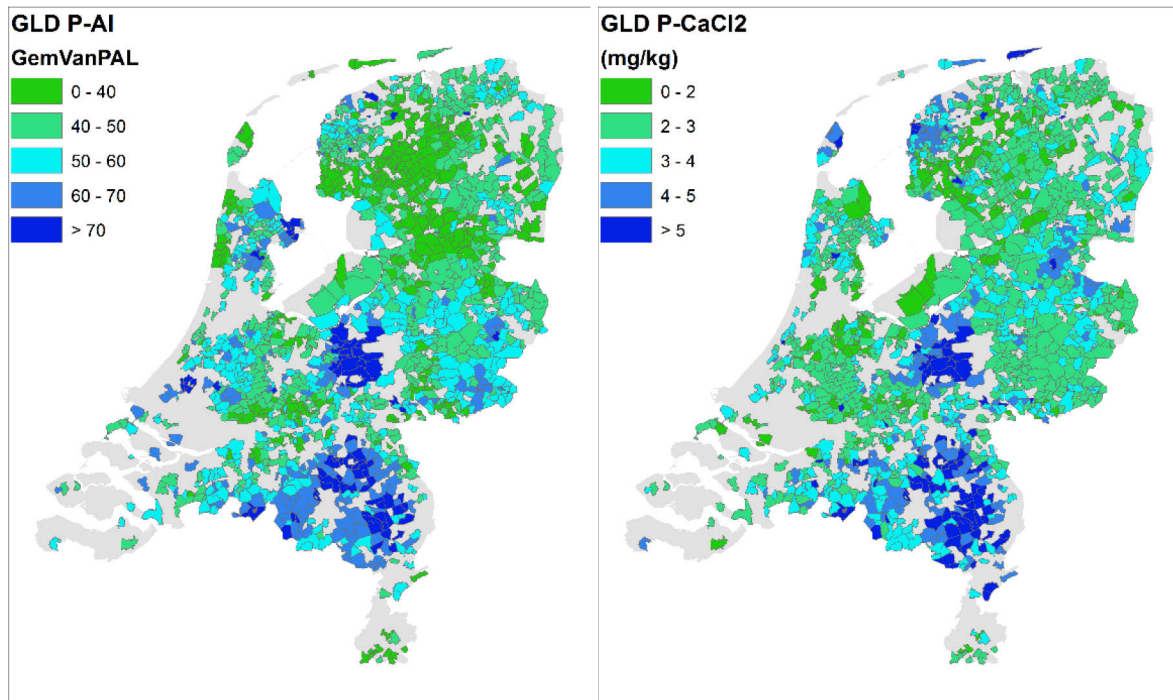 GLD P-Al
GemVanPAL
0 - 40
40 - 50
50 - 60
60 - 70
> 70
GLD P-CaCl2
(mg/kg)
0 - 2
2 - 3
3 - 4
4 - 5
> 5